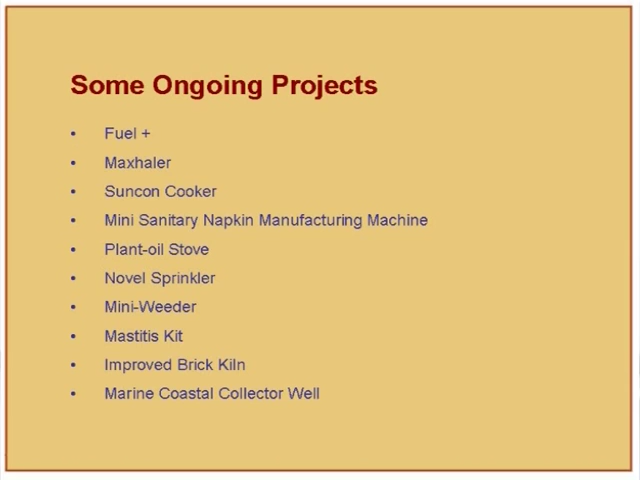 Some Ongoing Projects
• Fuel +
• Maxhaler
• Suncon Cooker
• Mini Sanitary Napkin Manufacturing Machine
• Plant-oil Stove
• Novel Sprinkler
• Mini-Weeder
• Mastitis Kit
• Improved Brick Kiln
• Marine Coastal Collector Well